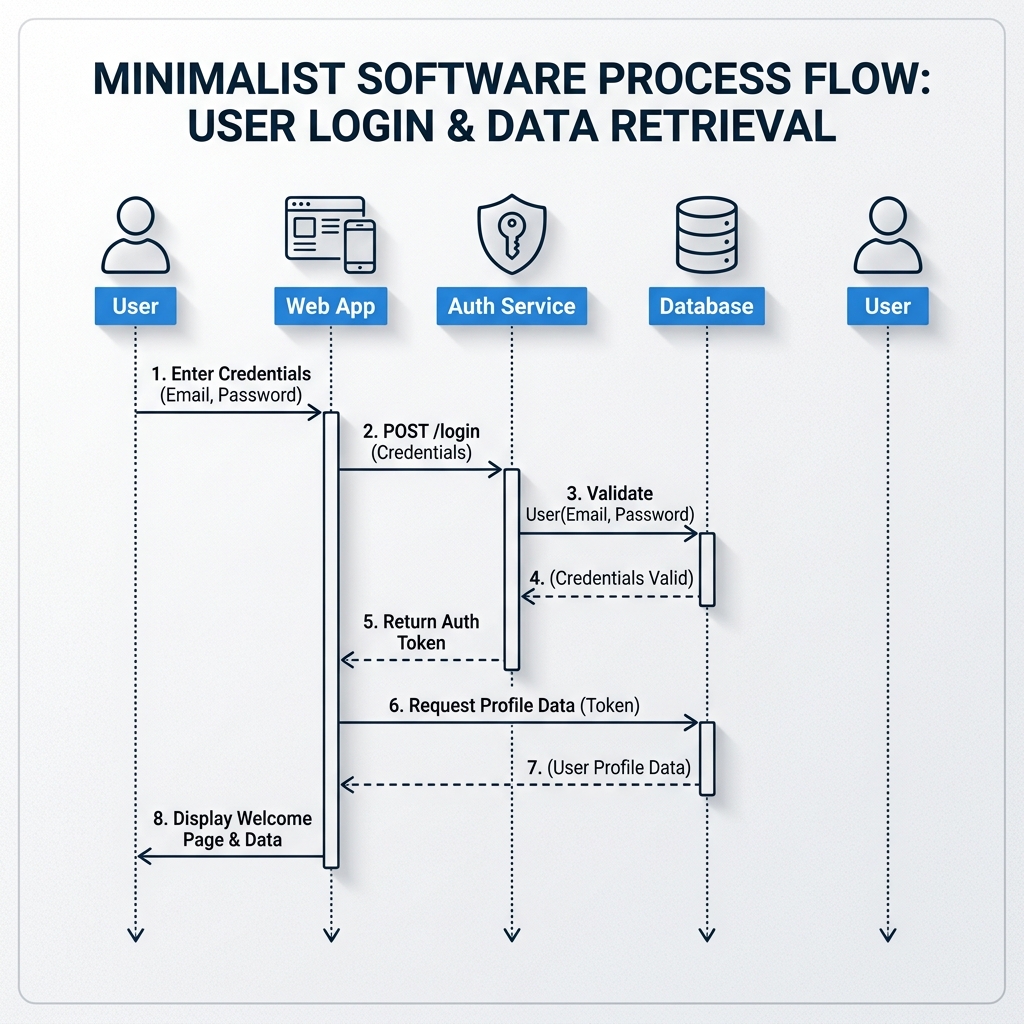 MINIMALIST SOFTWARE PROCESS FLOW:
USER LOGIN & DATA RETRIEVAL
User
Web App
Auth Service
Database
User
1. Enter Credentials
(Email, Password)
2. POST /login
(Credentials)
3. Validate
User(Email, Password)
4. (Credentials Valid)
5. Return Auth
Token
6. Request Profile Data (Token)
7. (User Profile Data)
8. Display Welcome
Page & Data